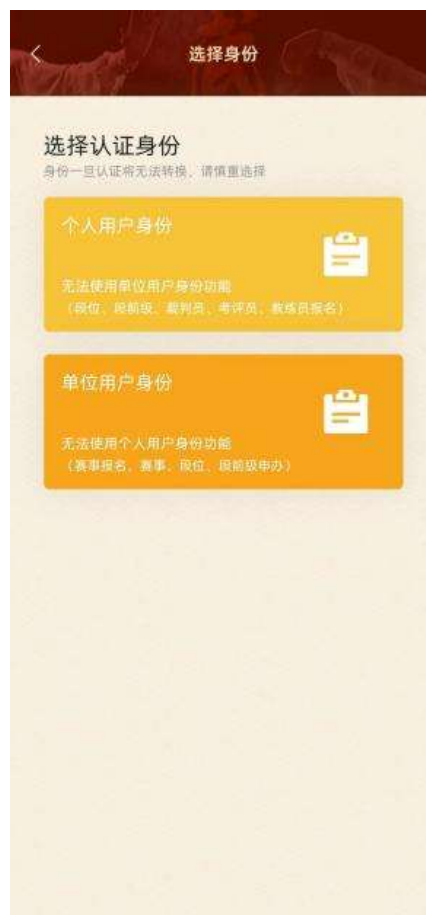 选择身份
选择认证身份
身份一旦认证将无法转换，请慎重选择
个人用户身份
无法使用单位用户身份功能
（段位、段前级、裁判员、考评员、教练员报名）
单位用户身份
无法使用个人用户身份功能
（赛事报名、赛事、段位、段前级申办）